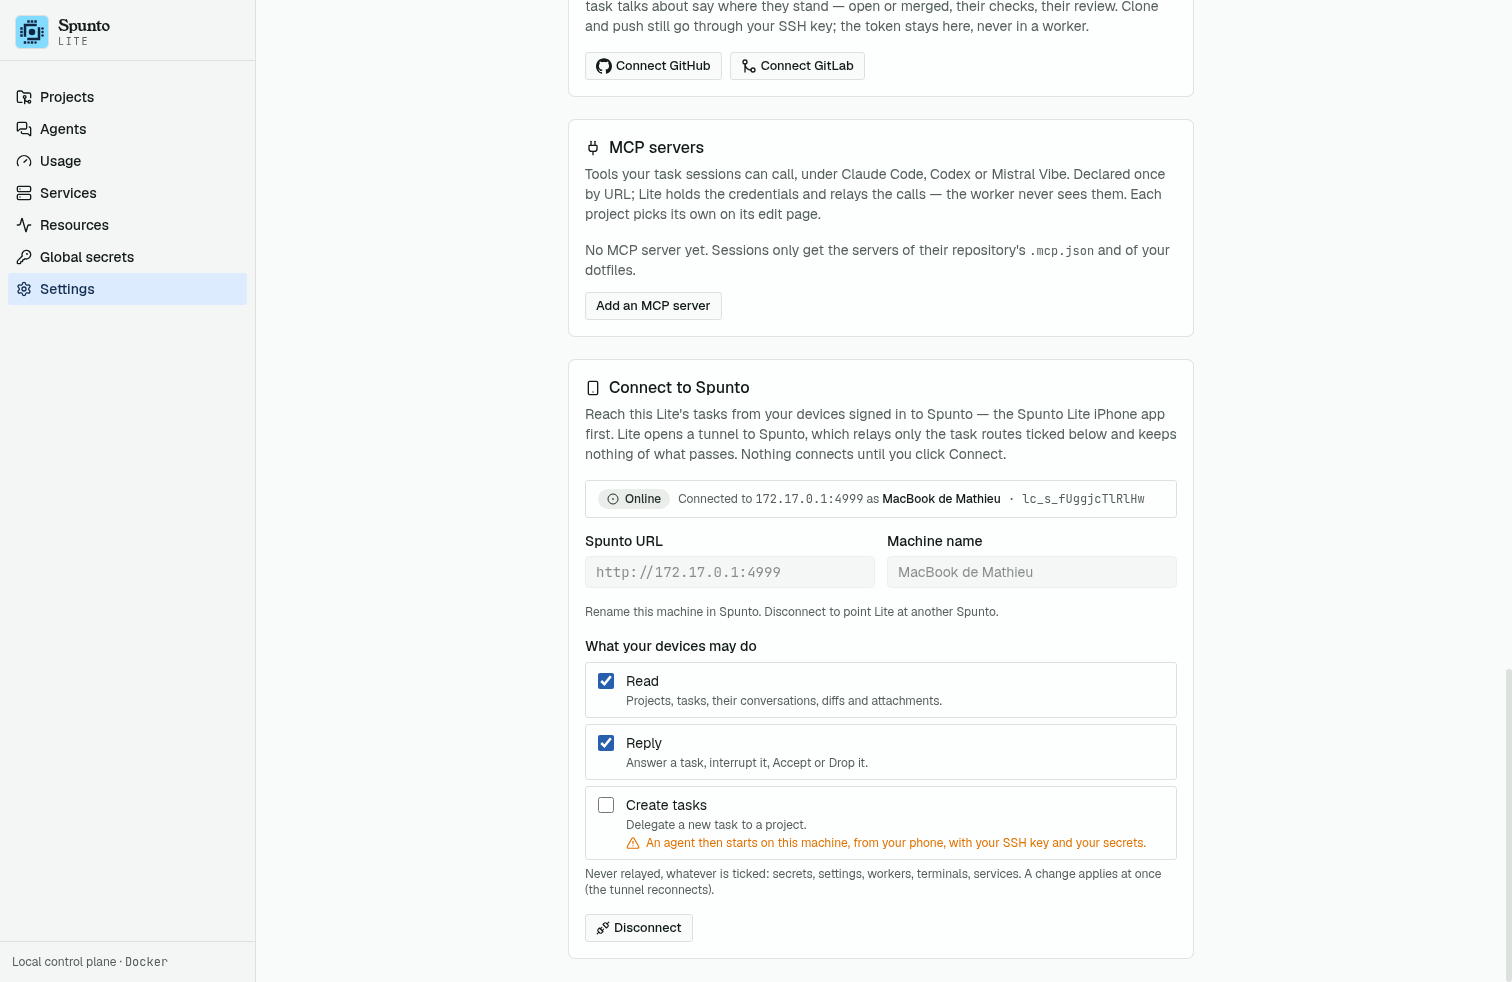 Spunto
LITE
Projects
Agents
Usage
Services
Resources
Global secrets
Settings
Local control plane · Docker
task talks about say where they stand — open or merged, their checks, their review. Clone
and push still go through your SSH key; the token stays here, never in a worker.
Connect GitHub
Connect GitLab
MCP servers
Tools your task sessions can call, under Claude Code, Codex or Mistral Vibe. Declared once
by URL; Lite holds the credentials and relays the calls — the worker never sees them. Each
project picks its own on its edit page.
No MCP server yet. Sessions only get the servers of their repository's .mcp.json and of your
dotfiles.
Add an MCP server
Connect to Spunto
Reach this Lite's tasks from your devices signed in to Spunto — the Spunto Lite iPhone app
first. Lite opens a tunnel to Spunto, which relays only the task routes ticked below and keeps
nothing of what passes. Nothing connects until you click Connect.
Online Connected to 172.17.0.1:4999 as MacBook de Mathieu · lc_s_fUggjcTlRlHw
Spunto URL
Machine name
http://172.17.0.1:4999
MacBook de Mathieu
Rename this machine in Spunto. Disconnect to point Lite at another Spunto.
What your devices may do
Read
Projects, tasks, their conversations, diffs and attachments.
Reply
Answer a task, interrupt it, Accept or Drop it.
Create tasks
Delegate a new task to a project.
An agent then starts on this machine, from your phone, with your SSH key and your secrets.
Never relayed, whatever is ticked: secrets, settings, workers, terminals, services. A change applies at once
(the tunnel reconnects).
Disconnect